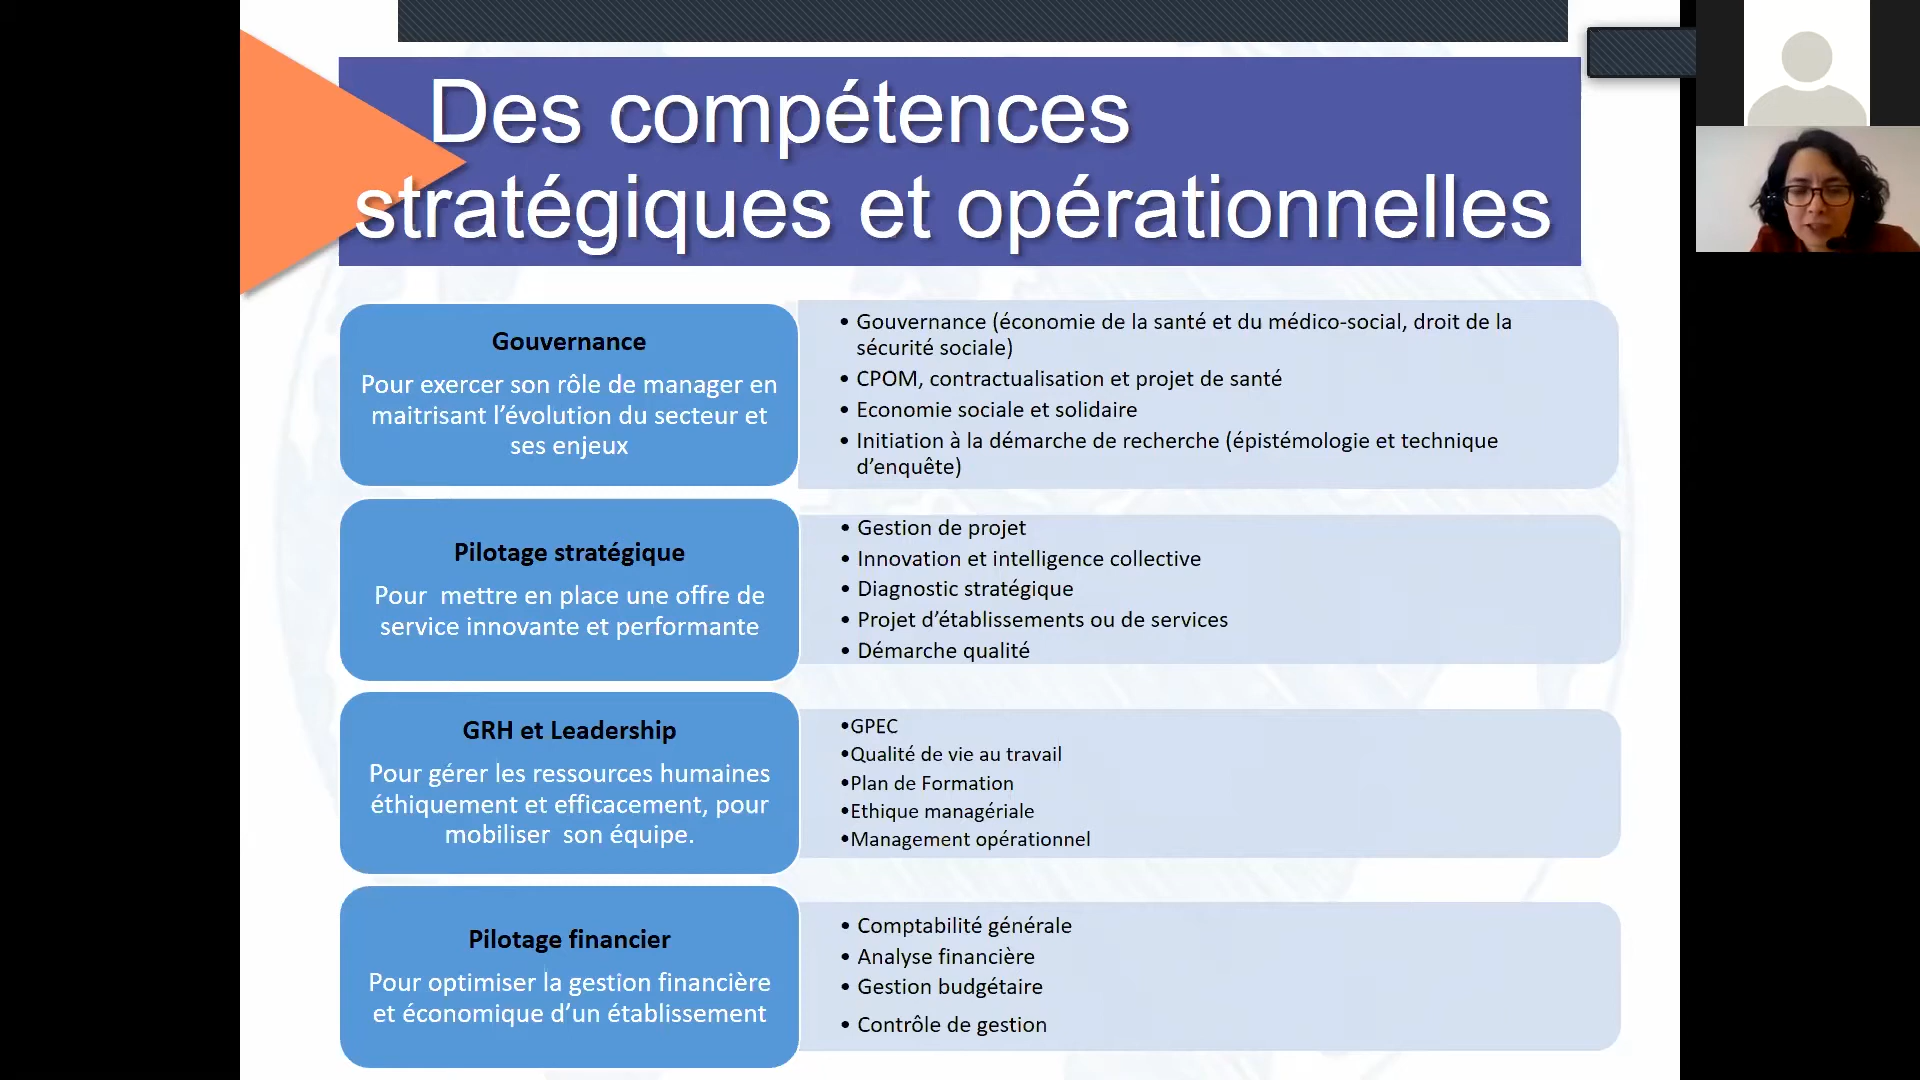 Des compétences
stratégiques et opérationnelles
Gouvernance
Pour exercer son rôle de manager en
maitrisant l’évolution du secteur et
ses enjeux
• Gouvernance (économie de la santé et du médico-social, droit de la
sécurité sociale)
• CPOM, contractualisation et projet de santé
• Economie sociale et solidaire
• Initiation à la démarche de recherche (épistémologie et technique
d’enquête)
Pilotage stratégique
Pour mettre en place une offre de
service innovante et performante
• Gestion de projet
• Innovation et intelligence collective
• Diagnostic stratégique
• Projet d’établissements ou de services
• Démarche qualité
GRH et Leadership
Pour gérer les ressources humaines
éthiquement et efficacement, pour
mobiliser son équipe.
•GPEC
•Qualité de vie au travail
•Plan de Formation
•Ethique managériale
•Management opérationnel
Pilotage financier
Pour optimiser la gestion financière
et économique d’un établissement
• Comptabilité générale
• Analyse financière
• Gestion budgétaire
• Contrôle de gestion